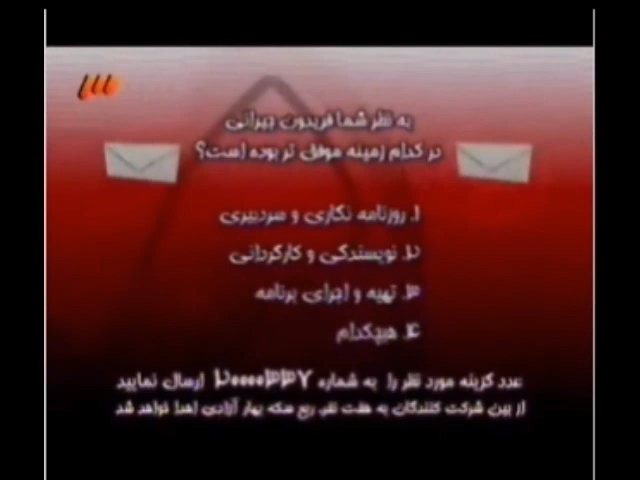 به نظر شما فریدون جیرانی
در کدام زمینه موفق تر بوده است؟
۱. روزنامه نگاری و سردبیری
۲. نویسندگی و کارگردانی
۳. تهیه و اجرای برنامه
۴. هیچکدام
عدد گزینه مورد نظر را به شماره ۲۰۰۰۰۳۳۷ ارسال نمایید
از بین شرکت کنندگان به هفت نفر ربع سکه بهار آزادی اهدا خواهد شد